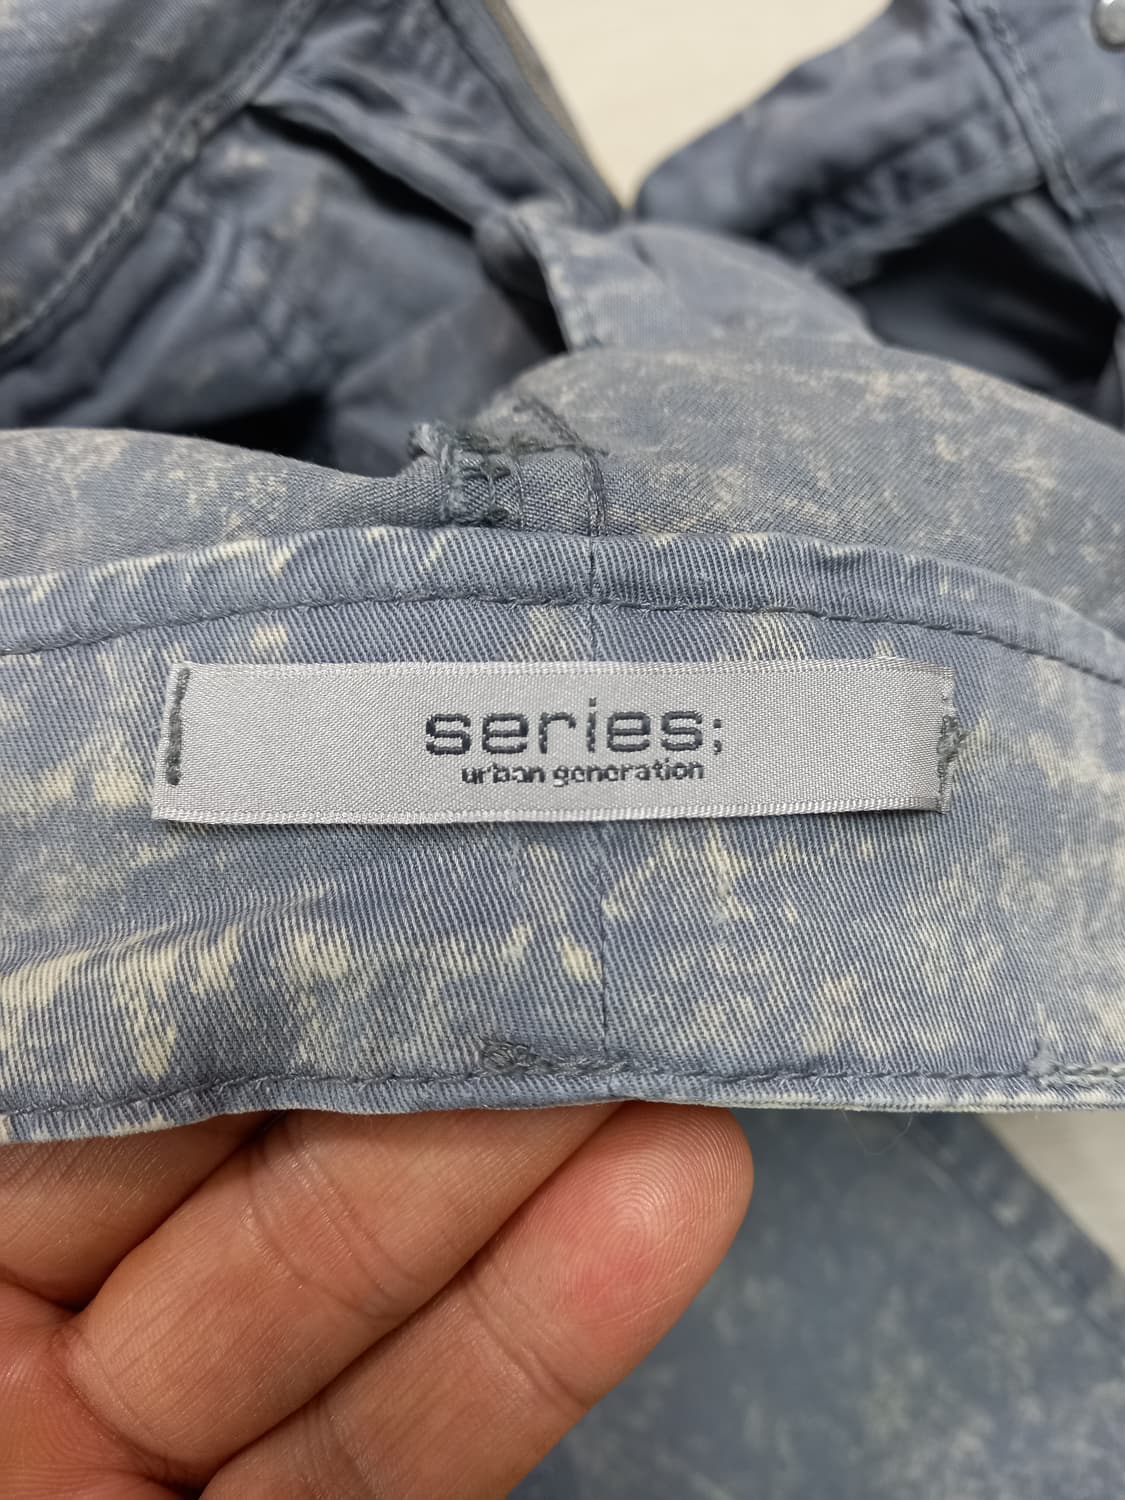 series;
urban generation